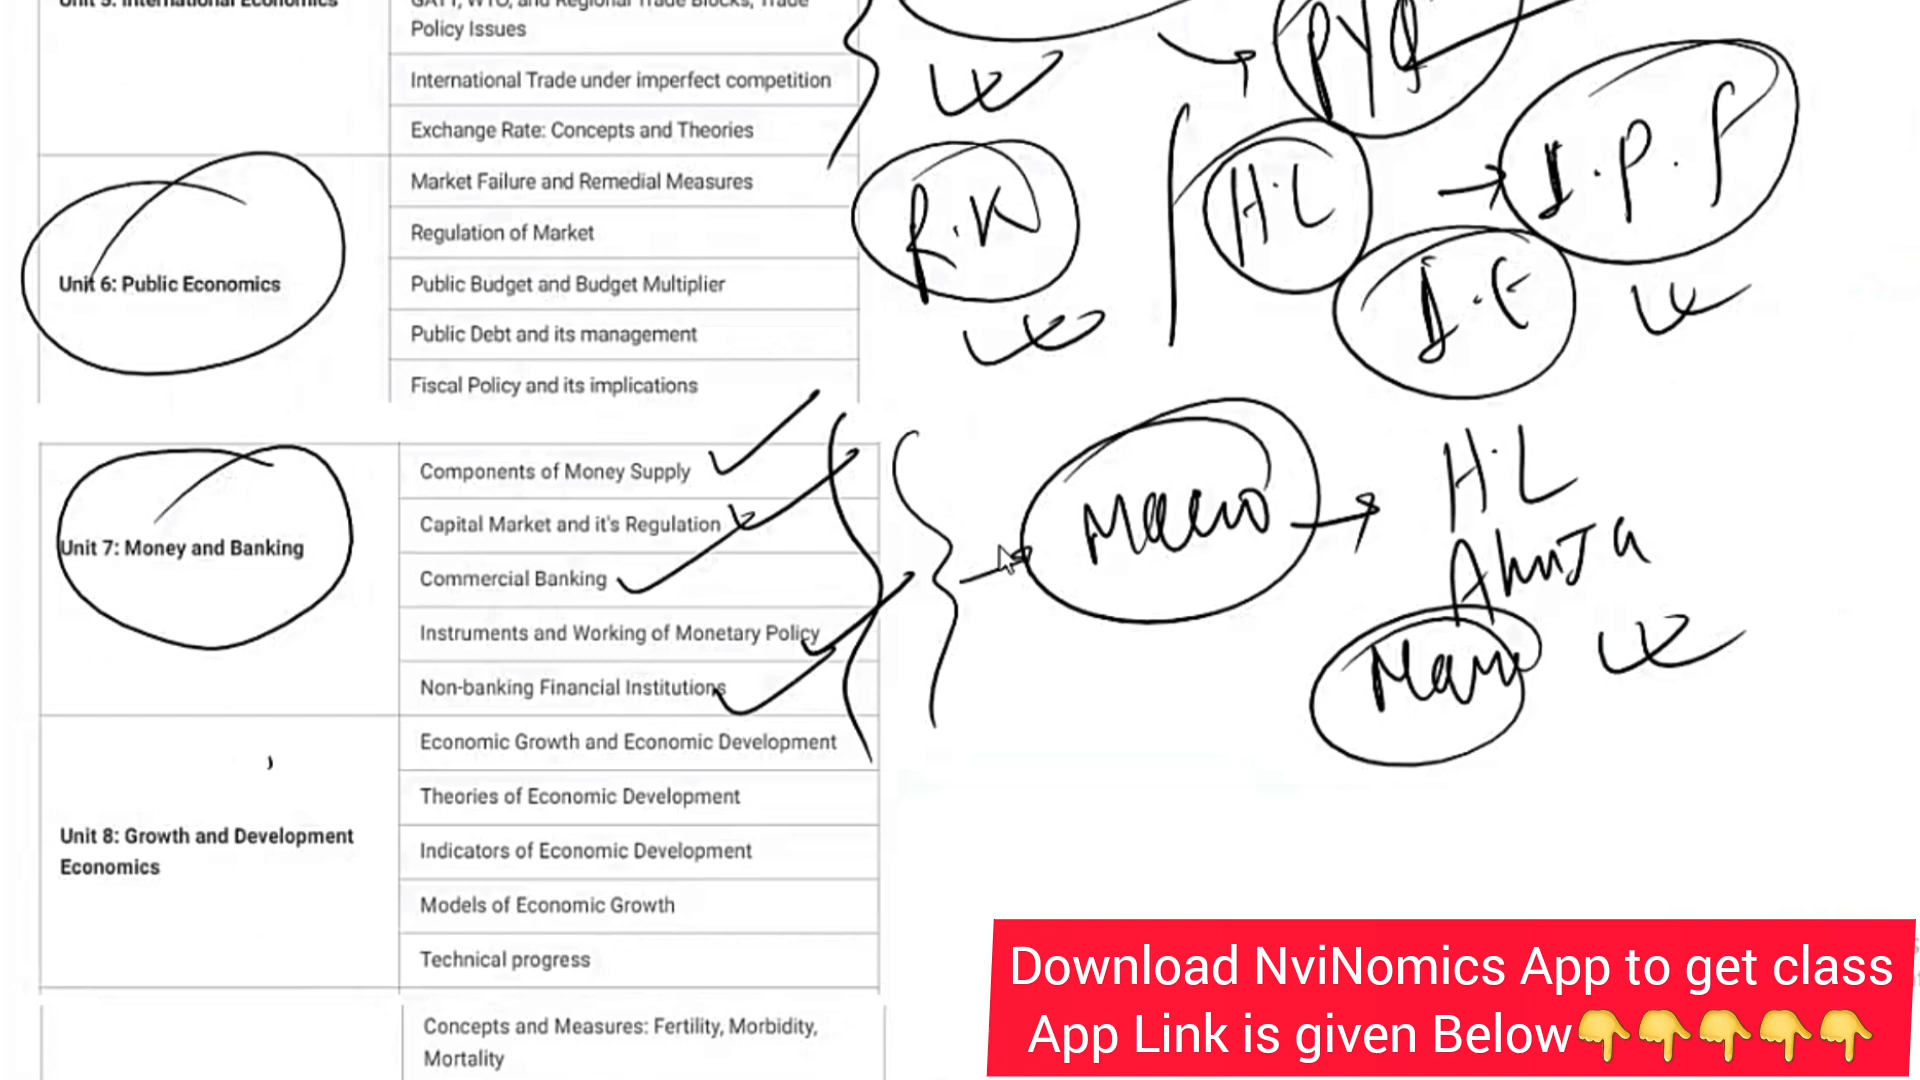 Unit 5: International Economics
GATT, WTO, and Regional Trade Blocks, Trade
Policy Issues
International Trade under imperfect competition
Exchange Rate: Concepts and Theories
Unit 6: Public Economics
Market Failure and Remedial Measures
Regulation of Market
Public Budget and Budget Multiplier
Public Debt and its management
Fiscal Policy and its implications
PYQ
R.K
H.L
I.P.F
I.E
Unit 7: Money and Banking
Components of Money Supply
Capital Market and it's Regulation
Commercial Banking
Instruments and Working of Monetary Policy
Non-banking Financial Institutions
Macro
H.L
Ahuja
Unit 8: Growth and Development
Economics
Economic Growth and Economic Development
Theories of Economic Development
Indicators of Economic Development
Models of Economic Growth
Technical progress
Concepts and Measures: Fertility, Morbidity,
Mortality
Download NviNomics App to get class
App Link is given Below👇👇👇👇👇